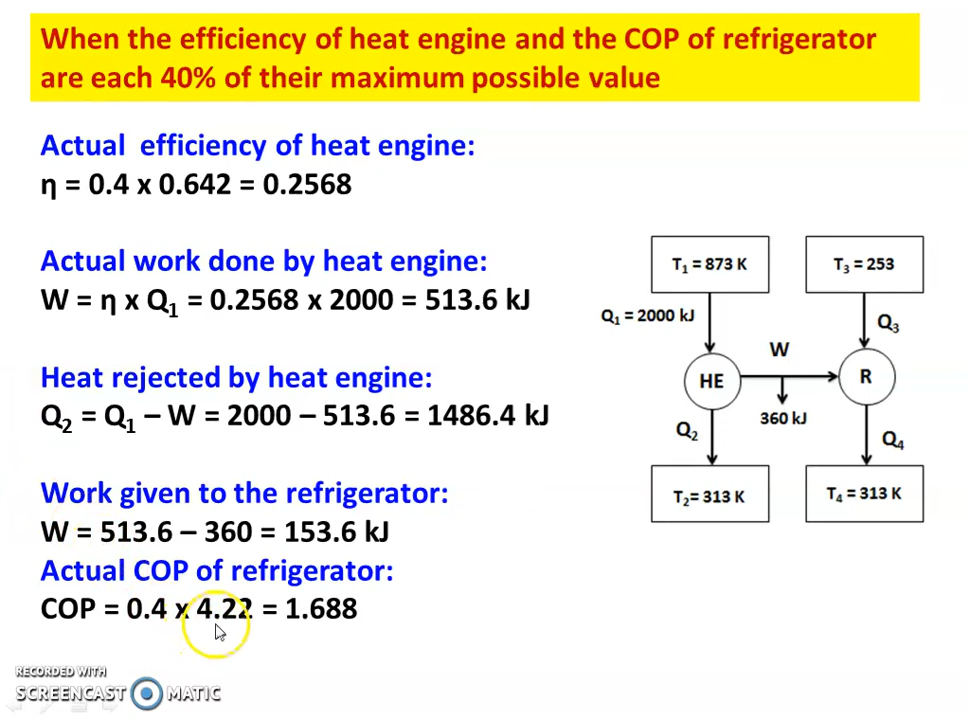 When the efficiency of heat engine and the COP of refrigerator
are each 40% of their maximum possible value
Actual efficiency of heat engine:
η = 0.4 x 0.642 = 0.2568
Actual work done by heat engine:
W = η x Q₁ = 0.2568 x 2000 = 513.6 kJ
Heat rejected by heat engine:
Q₂ = Q₁ – W = 2000 – 513.6 = 1486.4 kJ
Work given to the refrigerator:
W = 513.6 – 360 = 153.6 kJ
Actual COP of refrigerator:
COP = 0.4 x 4.22 = 1.688
T₁ = 873 K
T₃ = 253
Q₁ = 2000 kJ
Q₃
W
HE
R
360 kJ
Q₂
Q₄
T₂= 313 K
T₄ = 313 K
RECORDED WITH
SCREENCAST MATIC